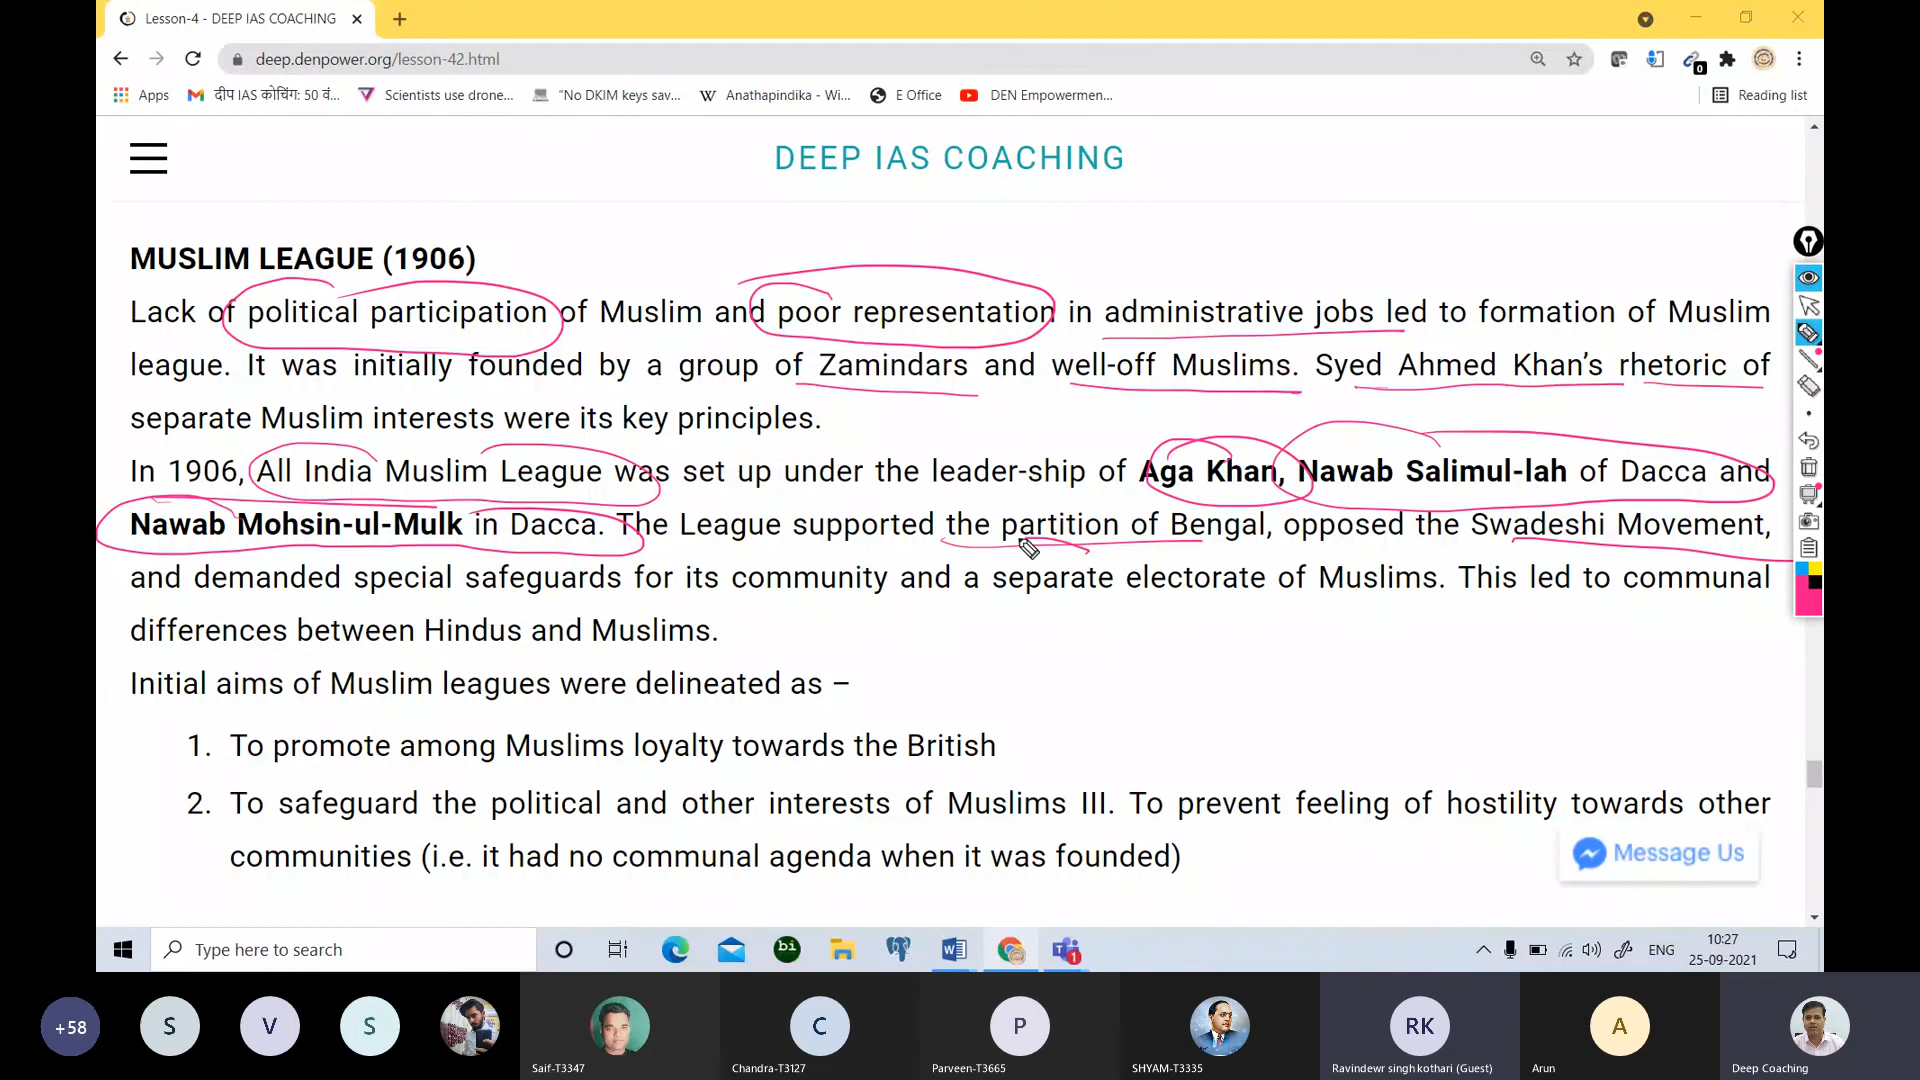 Lesson-4 - DEEP IAS COACHING
deep.denpower.org/lesson-42.html
0
Apps दीप IAS कोचिंग: 50 वं... Scientists use drone... "No DKIM keys sav... Anathapindika - Wi... E Office DEN Empowermen... Reading list
DEEP IAS COACHING
MUSLIM LEAGUE (1906)
Lack of political participation of Muslim and poor representation in administrative jobs led to formation of Muslim
league. It was initially founded by a group of Zamindars and well-off Muslims. Syed Ahmed Khan's rhetoric of
separate Muslim interests were its key principles.
In 1906, All India Muslim League was set up under the leader-ship of Aga Khan, Nawab Salimul-lah of Dacca and
Nawab Mohsin-ul-Mulk in Dacca. The League supported the partition of Bengal, opposed the Swadeshi Movement,
and demanded special safeguards for its community and a separate electorate of Muslims. This led to communal
differences between Hindus and Muslims.
Initial aims of Muslim leagues were delineated as –
1. To promote among Muslims loyalty towards the British
2. To safeguard the political and other interests of Muslims III. To prevent feeling of hostility towards other
communities (i.e. it had no communal agenda when it was founded)
Message Us
Type here to search
bi
1
ENG
10:27
25-09-2021
+58 S V S C P RK A
Saif-T3347 Chandra-T3127 Parveen-T3665 SHYAM-T3335 Ravindewr singh kothari (Guest) Arun Deep Coaching